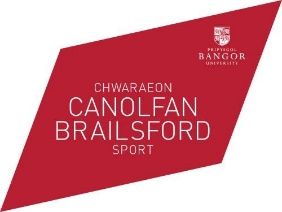 PRIFYSGOL
BANGOR
UNIVERSITY
CHWARAEON
CANOLFAN
BRAILSFORD
SPORT